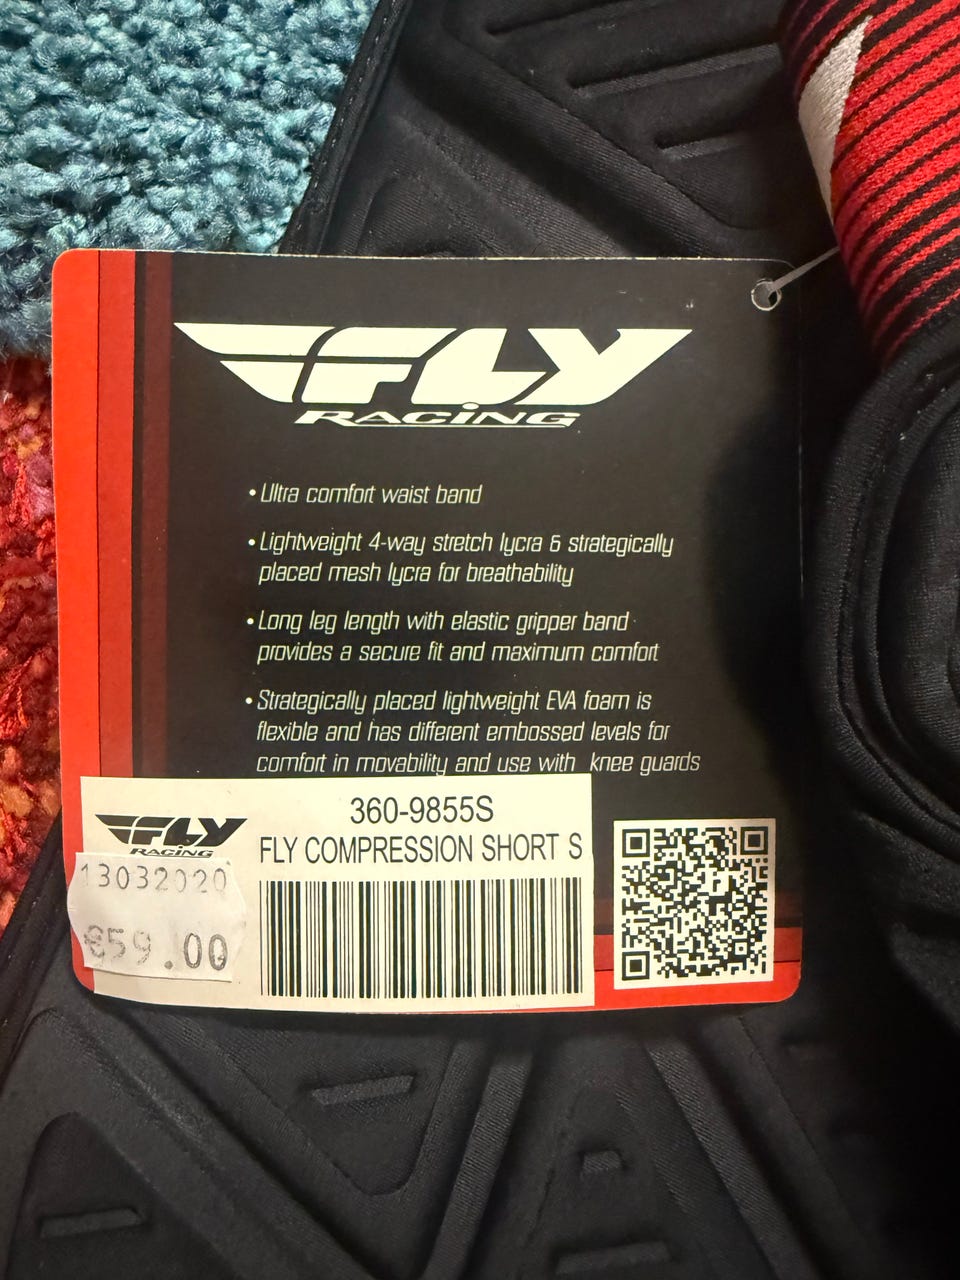 FLY
RACING
• Ultra comfort waist band
• Lightweight 4-way stretch lycra & strategically
placed mesh lycra for breathability
• Long leg length with elastic gripper band
provides a secure fit and maximum comfort
• Strategically placed lightweight EVA foam is
flexible and has different embossed levels for
comfort in movability and use with knee guards
360-9855S
FLY
RACING
FLY COMPRESSION SHORT S
13032020
€59.00